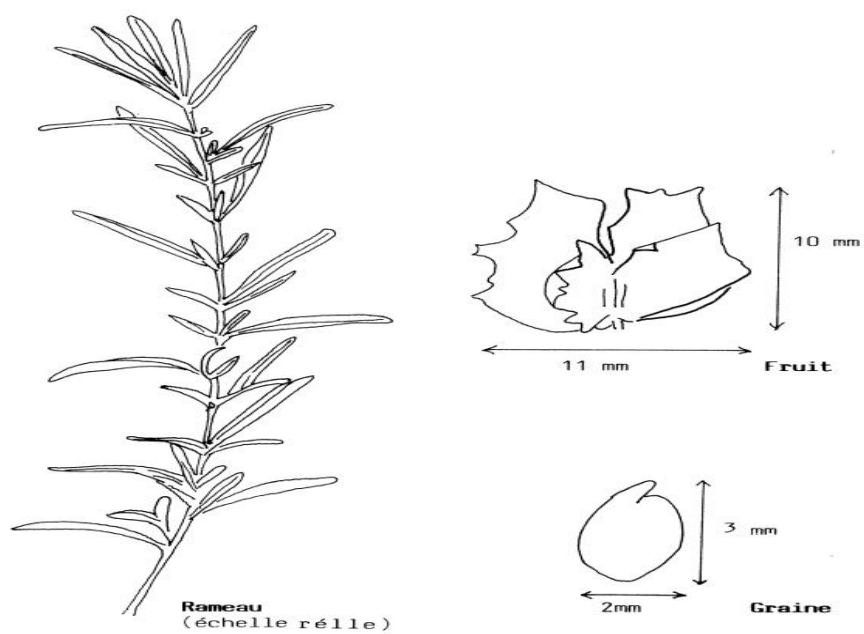 10 mm
11 mm
Fruit
3 mm
2mm
Graine
Rameau
(échelle rélle)